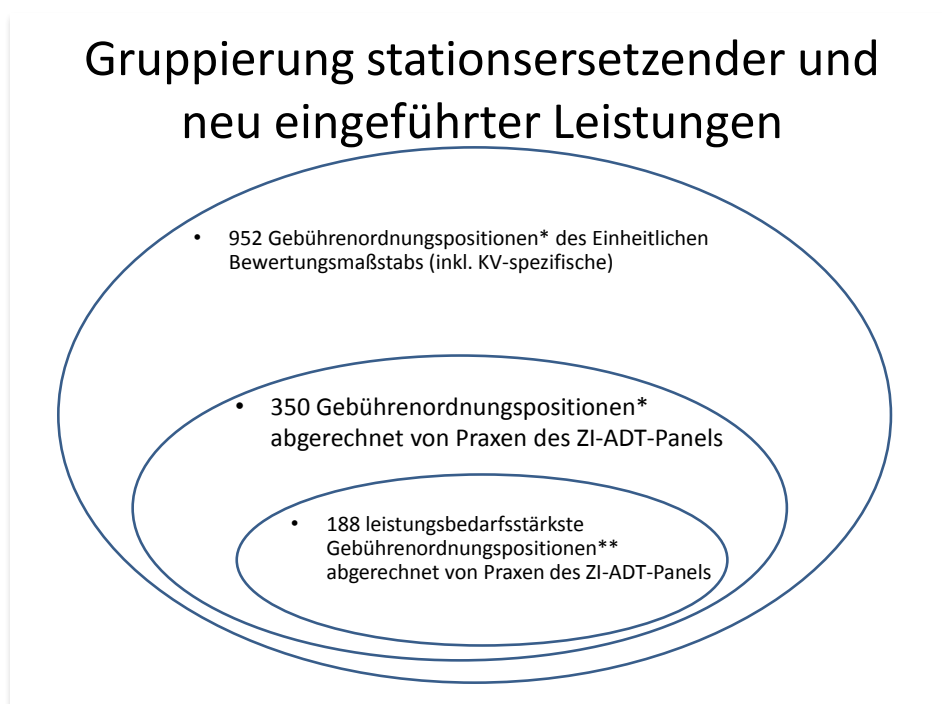 Gruppierung stationsersetzender und
neu eingeführter Leistungen
• 952 Gebührenordnungspositionen* des Einheitlichen
Bewertungsmaßstabs (inkl. KV-spezifische)
• 350 Gebührenordnungspositionen*
abgerechnet von Praxen des ZI-ADT-Panels
• 188 leistungsbedarfsstärkste
Gebührenordnungspositionen**
abgerechnet von Praxen des ZI-ADT-Panels